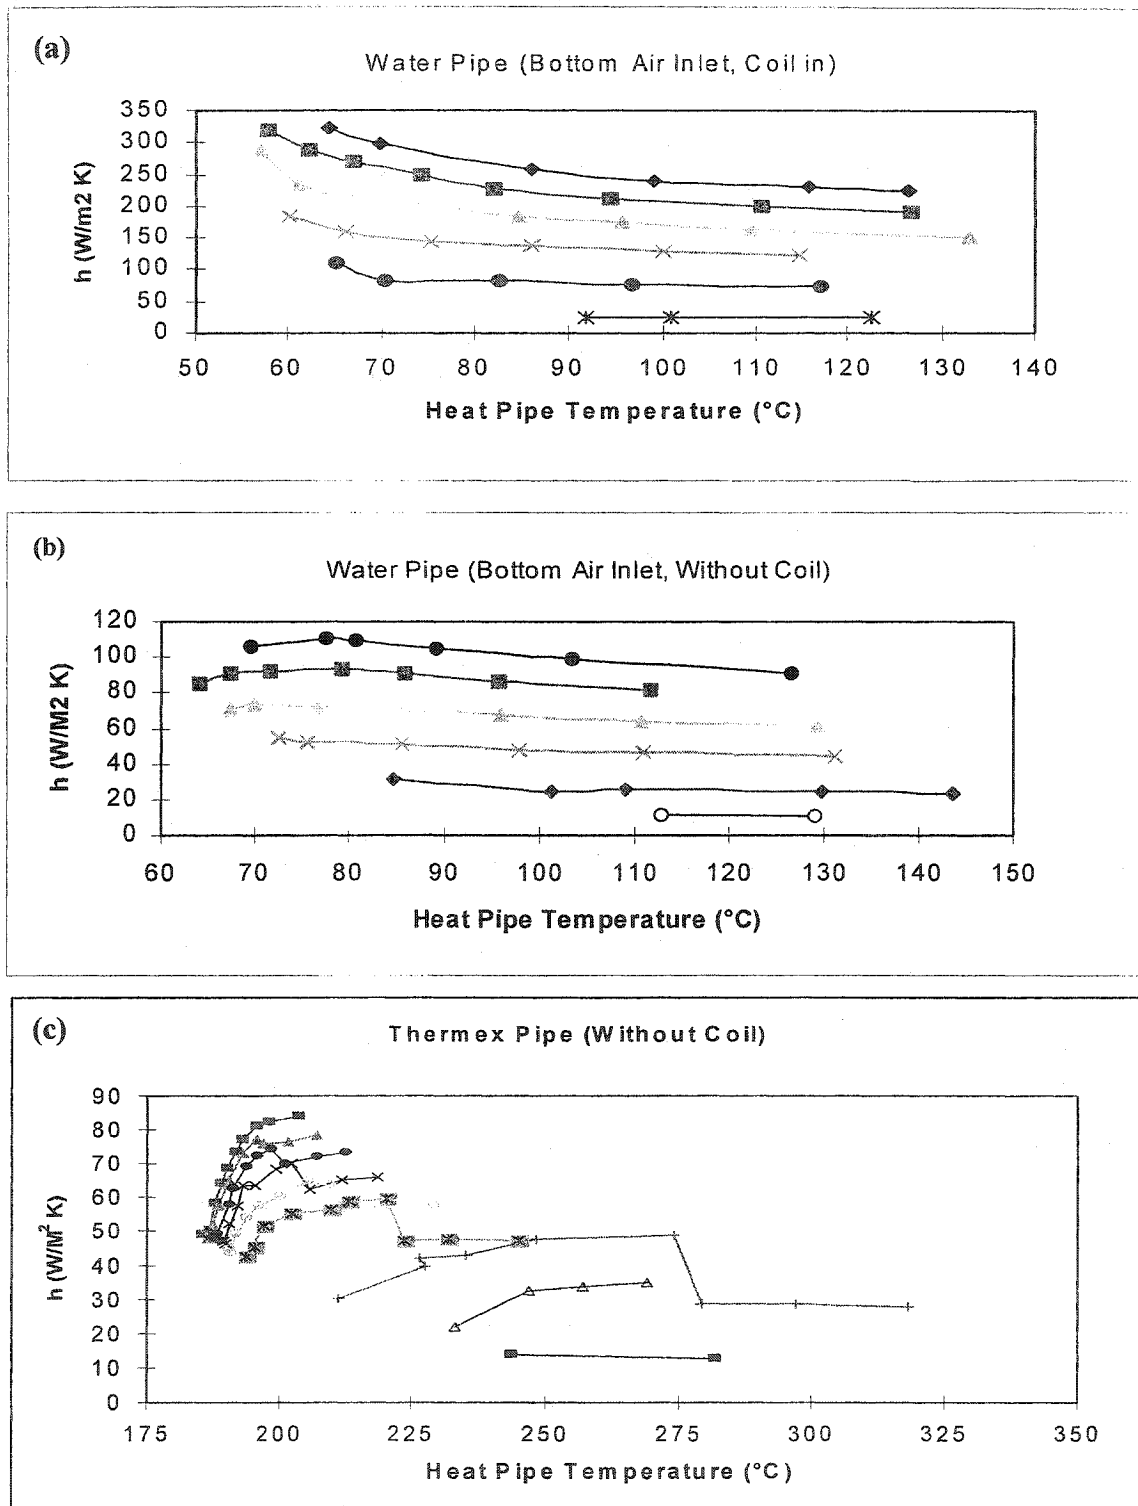 (a)
Water Pipe (Bottom Air Inlet, Coil in)
350
300
250
200
150
100
50
0
h (W/m2 K)
50 60 70 80 90 100 110 120 130 140
Heat Pipe Temperature (°C)
(b)
Water Pipe (Bottom Air Inlet, Without Coil)
120
100
80
60
40
20
0
h (W/M2 K)
60 70 80 90 100 110 120 130 140 150
Heat Pipe Temperature (°C)
(c)
Thermex Pipe (Without Coil)
90
80
70
60
50
40
30
20
10
0
h (W/M² K)
175 200 225 250 275 300 325 350
Heat Pipe Temperature (°C)